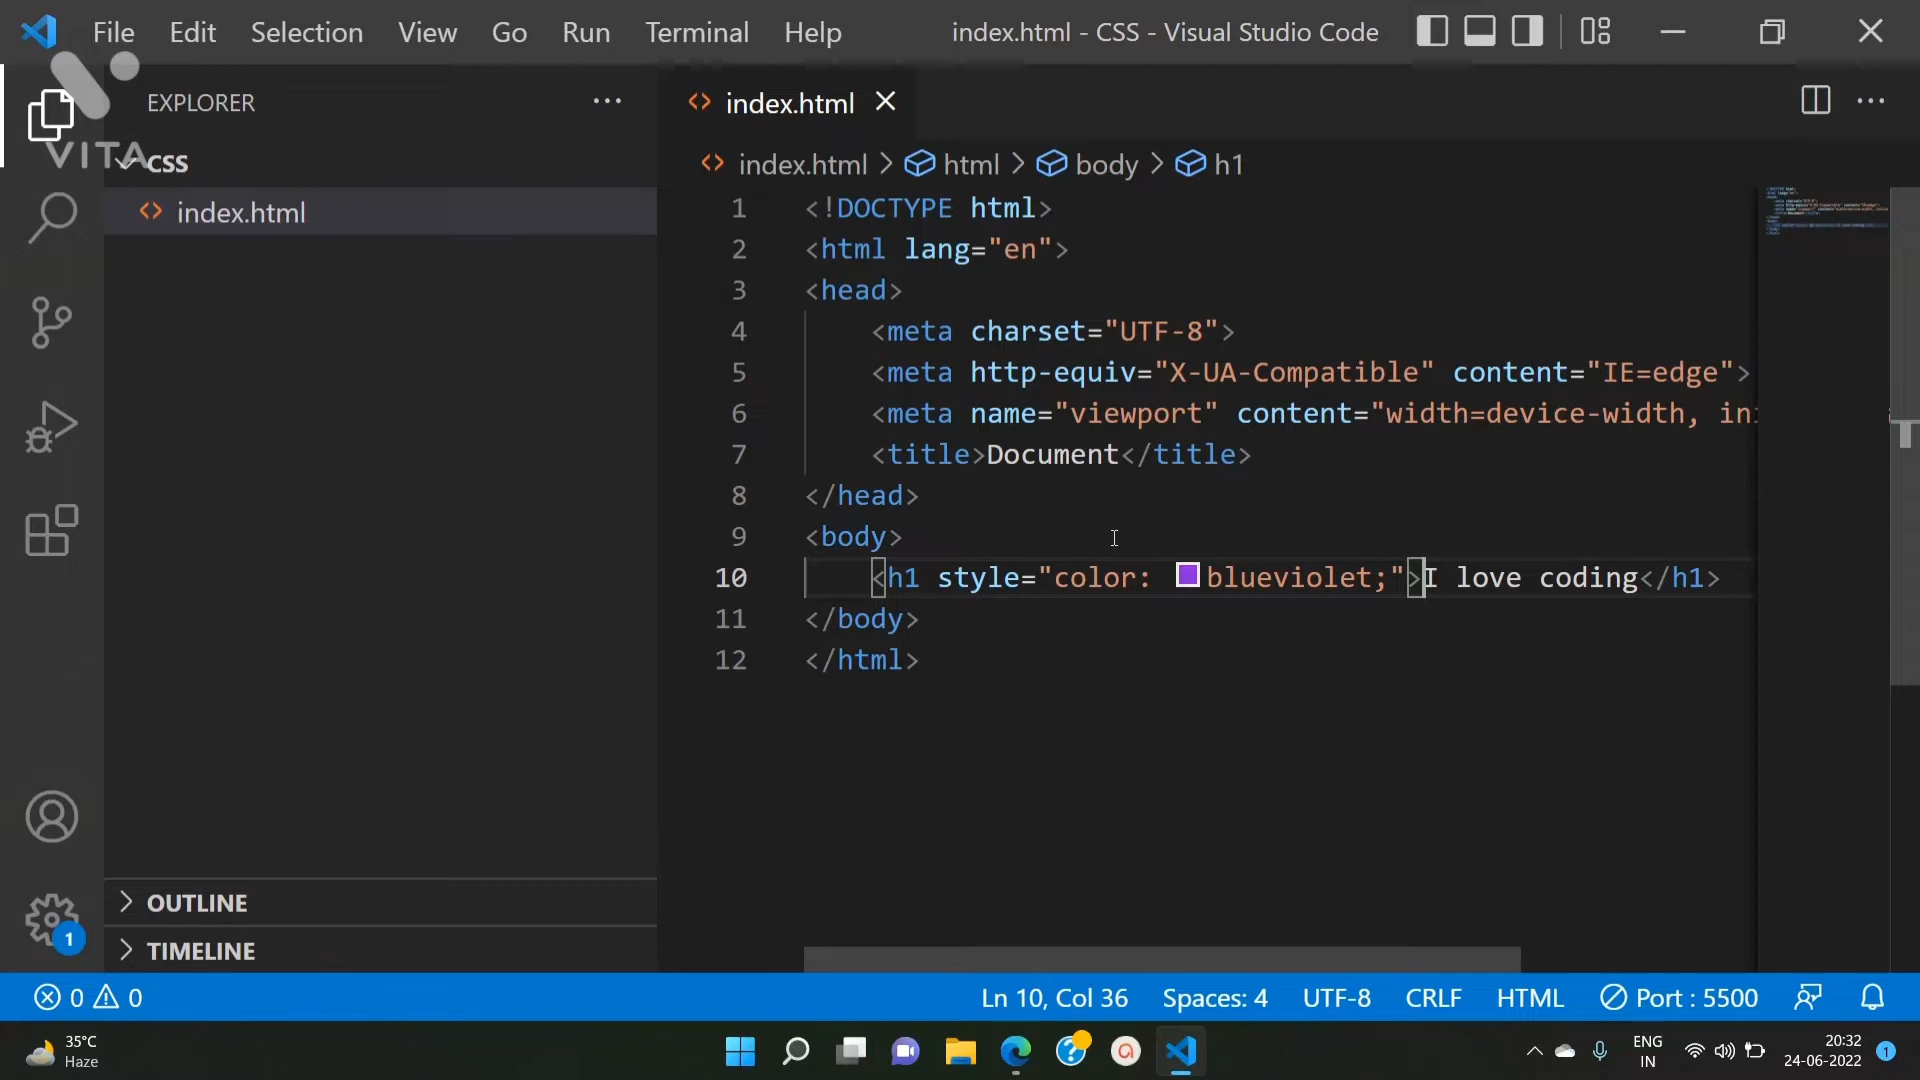 File Edit Selection View Go Run Terminal Help index.html - CSS - Visual Studio Code
VITA
EXPLORER
CSS
index.html
OUTLINE
TIMELINE
index.html
index.html > html > body > h1
1 <!DOCTYPE html>
2 <html lang="en">
3 <head>
4 <meta charset="UTF-8">
5 <meta http-equiv="X-UA-Compatible" content="IE=edge">
6 <meta name="viewport" content="width=device-width, in
7 <title>Document</title>
8 </head>
9 <body>
10 <h1 style="color: blueviolet;">I love coding</h1>
11 </body>
12 </html>
1
0 0 Ln 10, Col 36 Spaces: 4 UTF-8 CRLF HTML Port : 5500
35°C
Haze
ENG
IN
20:32
24-06-2022
1